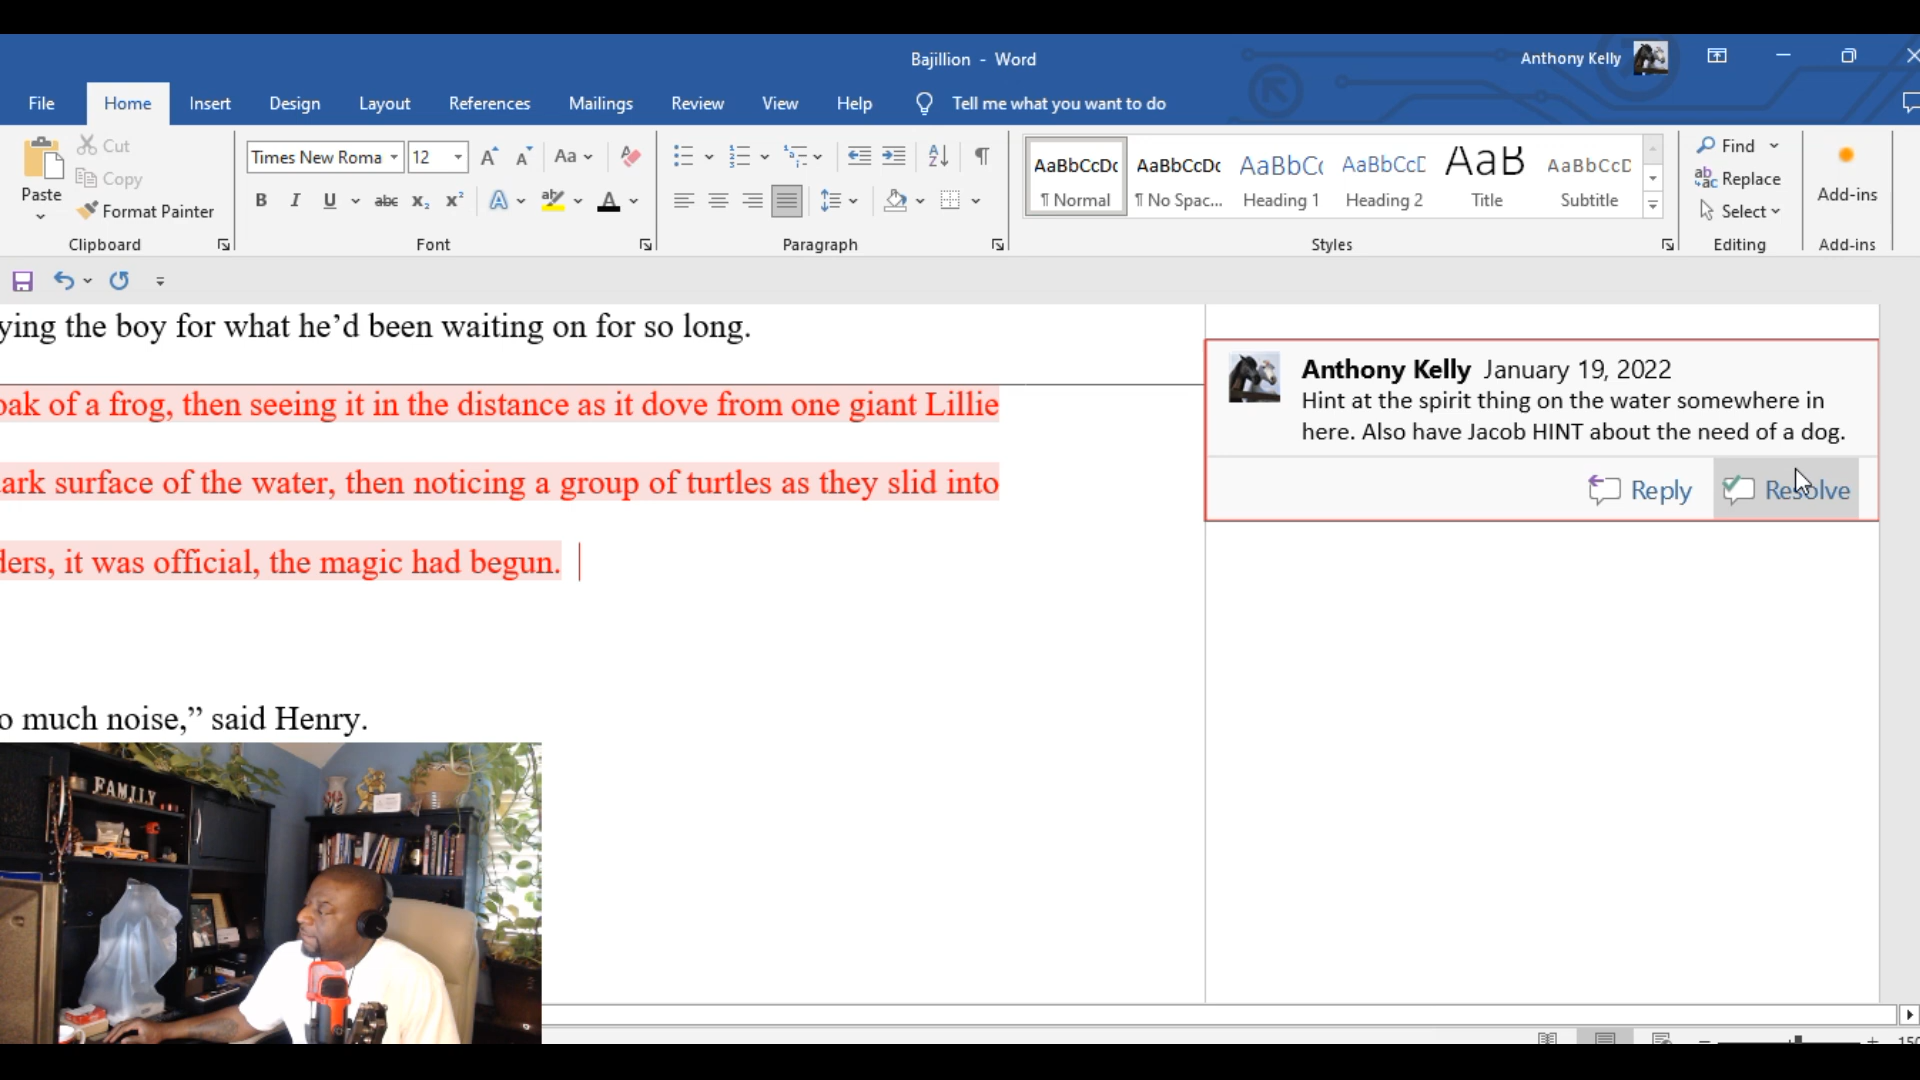 Bajillion - Word
Anthony Kelly
File Home Insert Design Layout References Mailings Review View Help Tell me what you want to do
Paste
Cut
Copy
Format Painter
Clipboard
Times New Roma 12
Font
Paragraph
AaBbCcDc AaBbCcDc AaBbC( AaBbCcD AaB AaBbCcD
¶ Normal ¶ No Spac... Heading 1 Heading 2 Title Subtitle
Styles
Find
Replace
Select
Editing
Add-ins
Add-ins
ying the boy for what he’d been waiting on for so long.
oak of a frog, then seeing it in the distance as it dove from one giant Lillie
ark surface of the water, then noticing a group of turtles as they slid into
ders, it was official, the magic had begun.
o much noise,” said Henry.
Anthony Kelly January 19, 2022
Hint at the spirit thing on the water somewhere in
here. Also have Jacob HINT about the need of a dog.
Reply Resolve
FAMILY